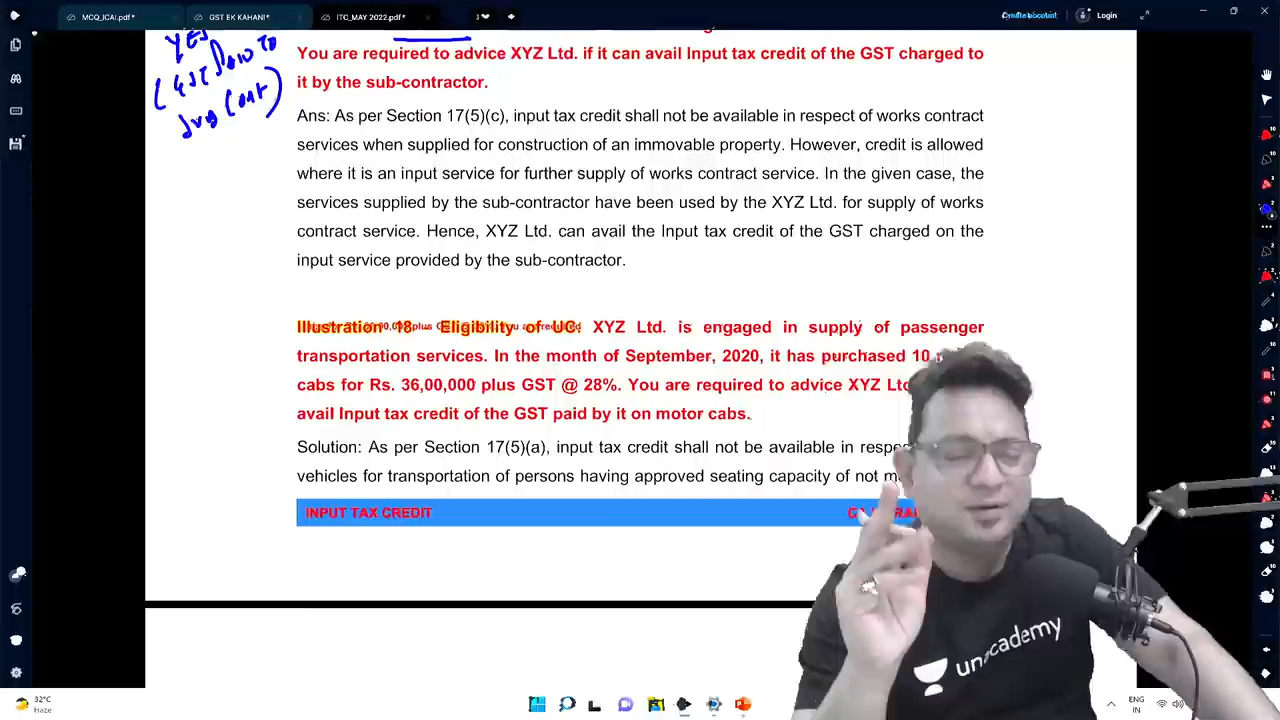 MCQ_ICAI.pdf*
GST EK KAHANI*
ITC_MAY 2022.pdf*
3
Create account
Login
YES
You are required to advice XYZ Ltd. if it can avail Input tax credit of the GST charged to
it by the sub-contractor.
Ans: As per Section 17(5)(c), input tax credit shall not be available in respect of works contract
services when supplied for construction of an immovable property. However, credit is allowed
where it is an input service for further supply of works contract service. In the given case, the
services supplied by the sub-contractor have been used by the XYZ Ltd. for supply of works
contract service. Hence, XYZ Ltd. can avail the Input tax credit of the GST charged on the
input service provided by the sub-contractor.
Illustration 18 - Eligibility of XYZ Ltd. is engaged in supply of passenger
transportation services. In the month of September, 2020, it has purchased 10
cabs for Rs. 36,00,000 plus GST @ 28%. You are required to advice XYZ
avail Input tax credit of the GST paid by it on motor cabs.
Solution: As per Section 17(5)(a), input tax credit shall not be available in
vehicles for transportation of persons having approved seating capacity of not
INPUT TAX CREDIT
unacademy
32°C
Haze
ENG
IN